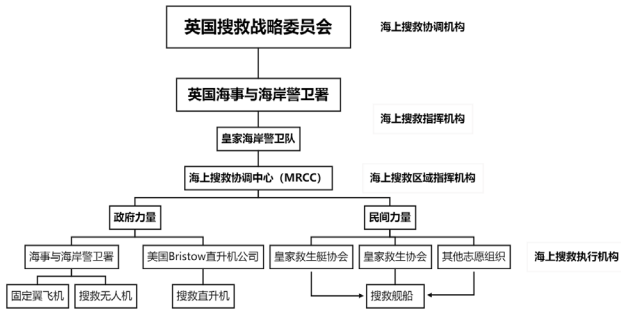 英国搜救战略委员会
海上搜救协调机构
英国海事与海岸警卫署
海上搜救指挥机构
皇家海岸警卫队
海上搜救协调中心（MRCC）
海上搜救区域指挥机构
政府力量
民间力量
海事与海岸警卫署
美国Bristow直升机公司
皇家救生艇协会
皇家救生协会
其他志愿组织
海上搜救执行机构
固定翼飞机
搜救无人机
搜救直升机
搜救舰船